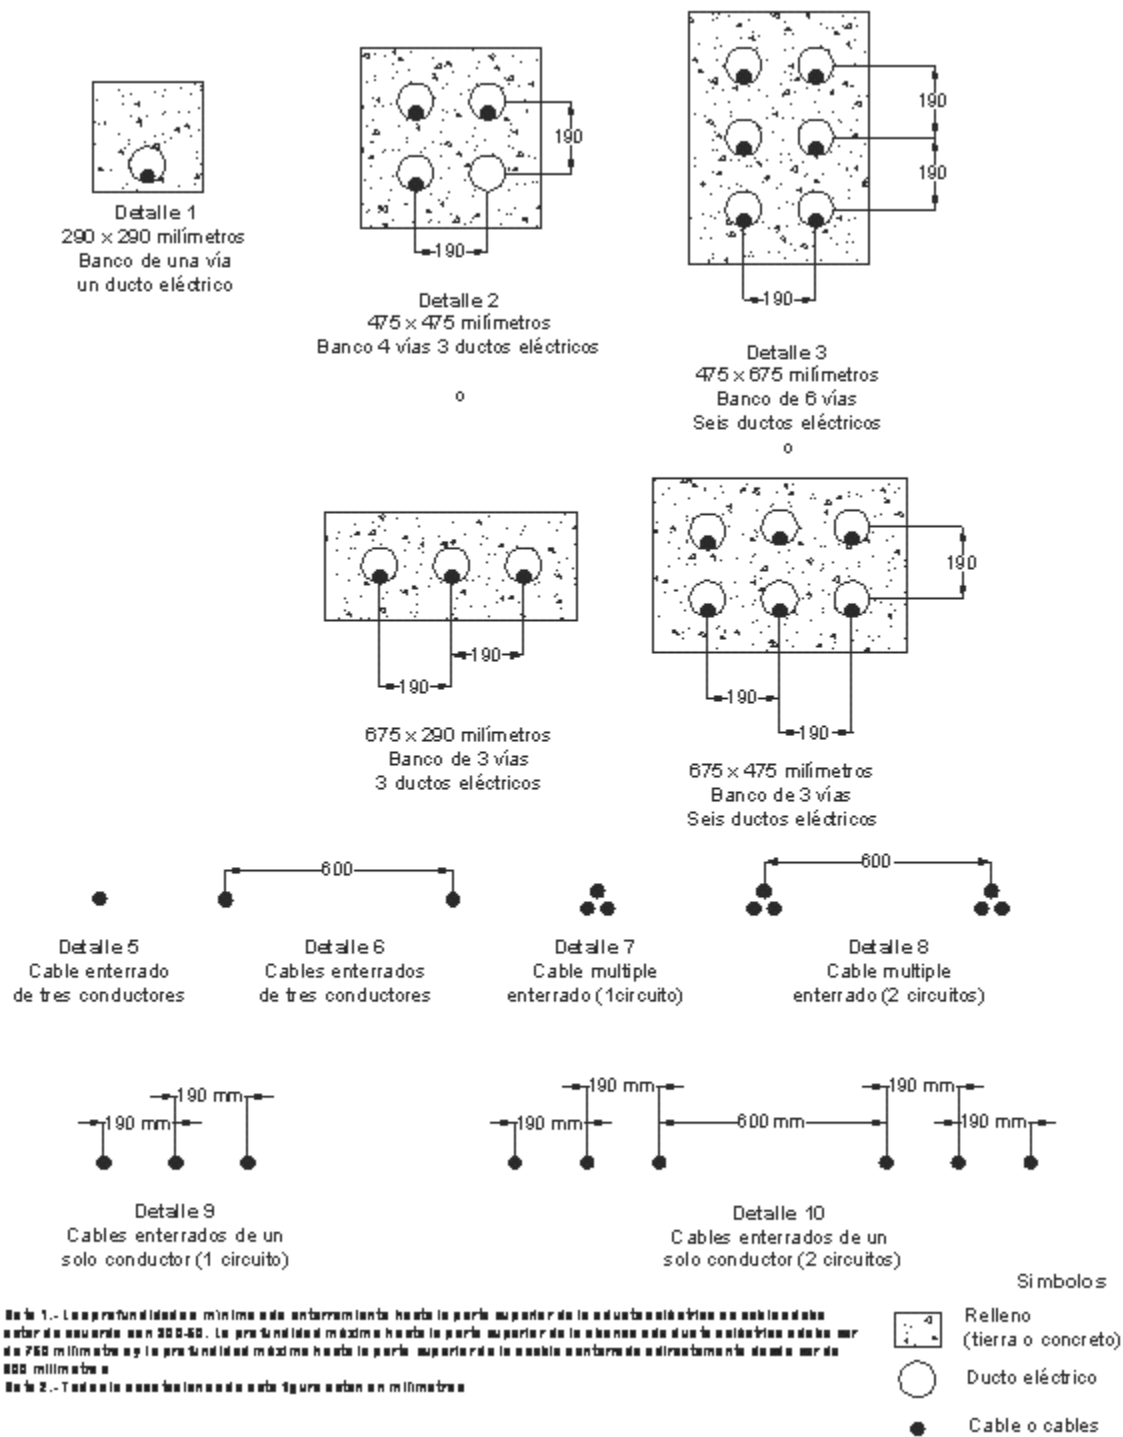 190
190
190
190
190
190
Detalle 1
290 x 290 milímetros
Banco de una vía
un ducto eléctrico
Detalle 2
475 x 475 milímetros
Banco 4 vías 3 ductos eléctricos
o
Detalle 3
475 x 675 milímetros
Banco de 6 vías
Seis ductos eléctricos
o
190
190
675 x 290 milímetros
Banco de 3 vías
3 ductos eléctricos
190
190
675 x 475 milímetros
Banco de 3 vías
Seis ductos eléctricos
600
600
Detalle 5
Cable enterrado
de tres conductores
Detalle 6
Cables enterrados
de tres conductores
Detalle 7
Cable multiple
enterrado (1circuito)
Detalle 8
Cable multiple
enterrado (2 circuitos)
190 mm
190 mm
190 mm
190 mm
600 mm
190 mm
190 mm
Detalle 9
Cables enterrados de un
solo conductor (1 circuito)
Detalle 10
Cables enterrados de un
solo conductor (2 circuitos)
Simbolos
Relleno
(tierra o concreto)
Ducto eléctrico
Cable o cables